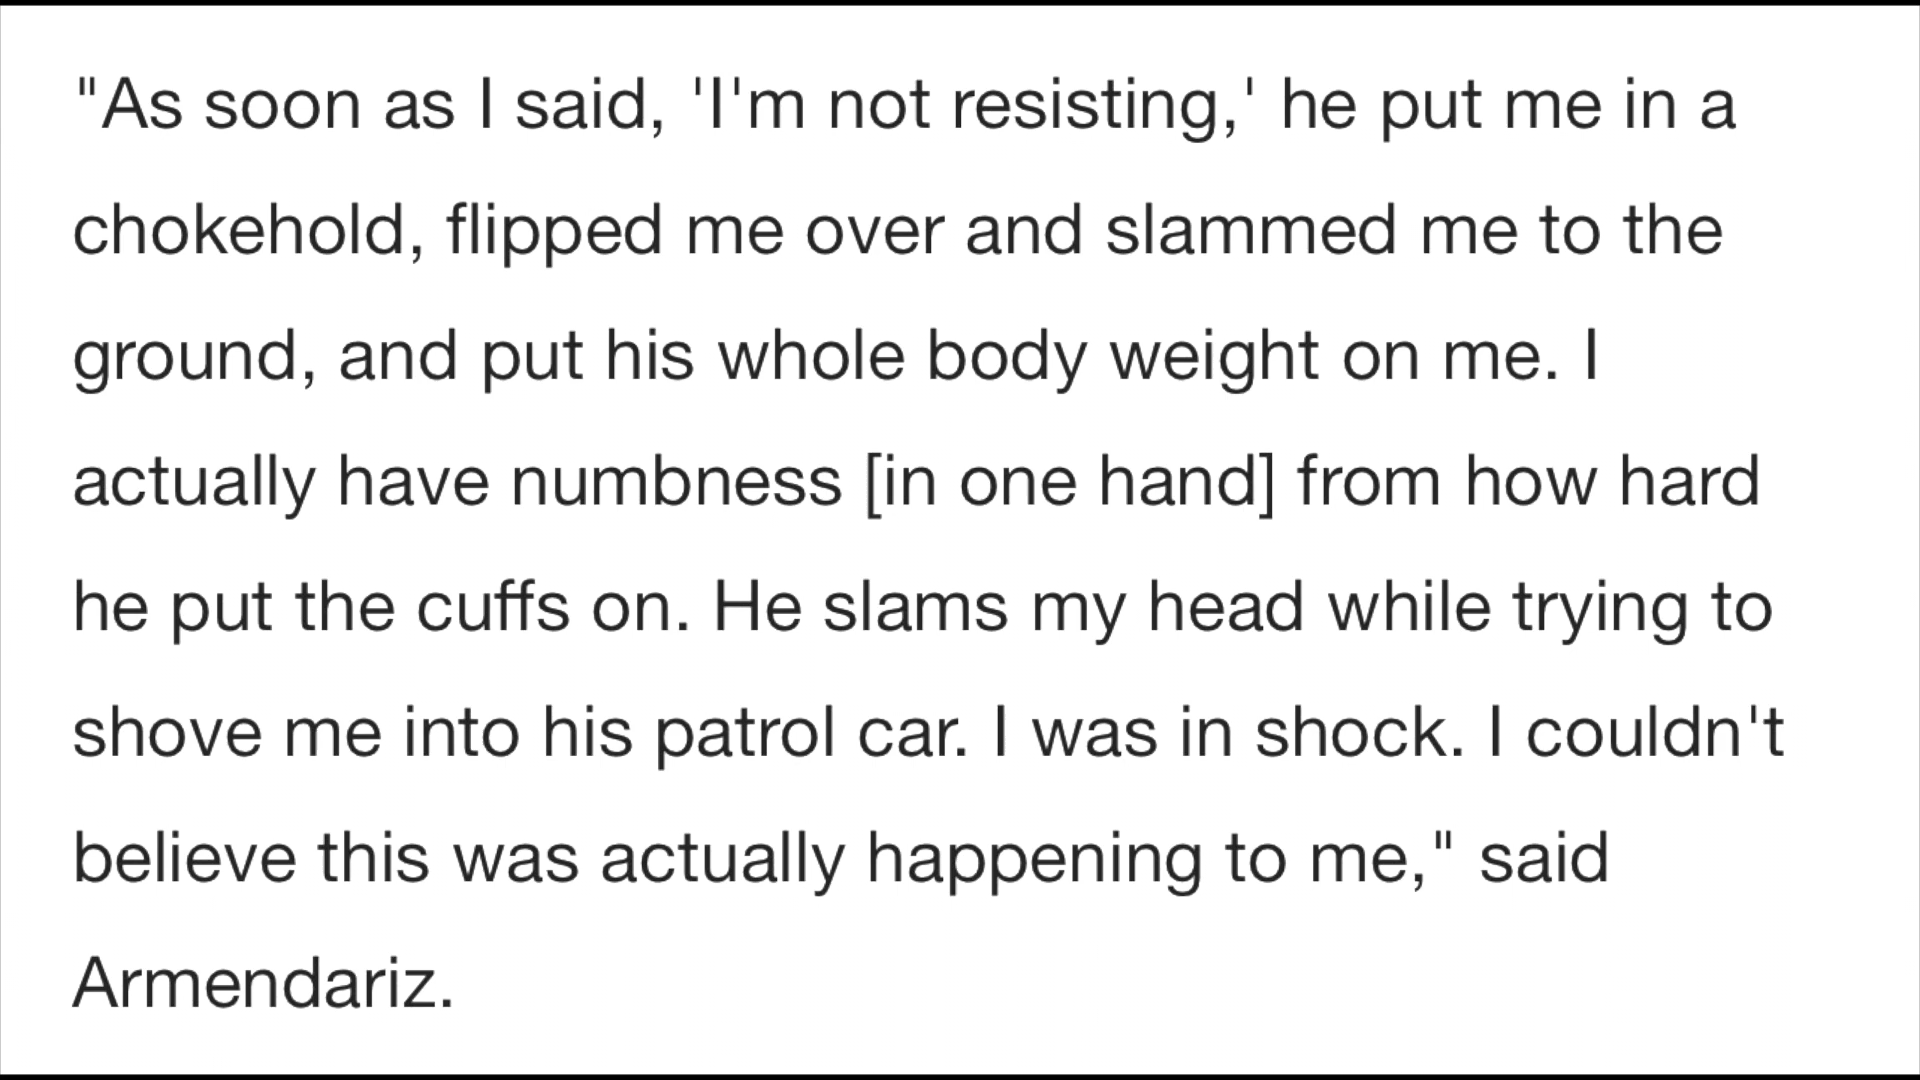 "As soon as I said, 'I'm not resisting,' he put me in a
chokehold, flipped me over and slammed me to the
ground, and put his whole body weight on me. I
actually have numbness [in one hand] from how hard
he put the cuffs on. He slams my head while trying to
shove me into his patrol car. I was in shock. I couldn't
believe this was actually happening to me," said
Armendariz.